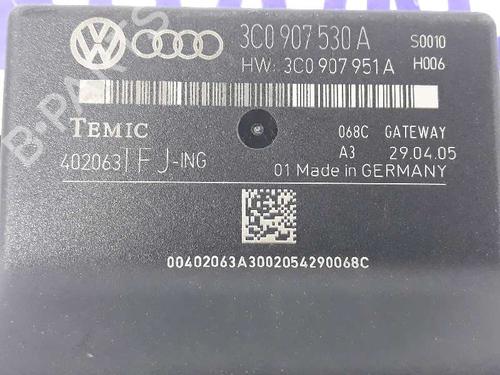 3C0 907 530 A S0010
HW: 3C0 907 951 A H006
TEMIC
068C GATEWAY
402063 IFJ-ING
A3 29.04.05
01 Made in GERMANY
00402063A3002054290068C
B-PARTS